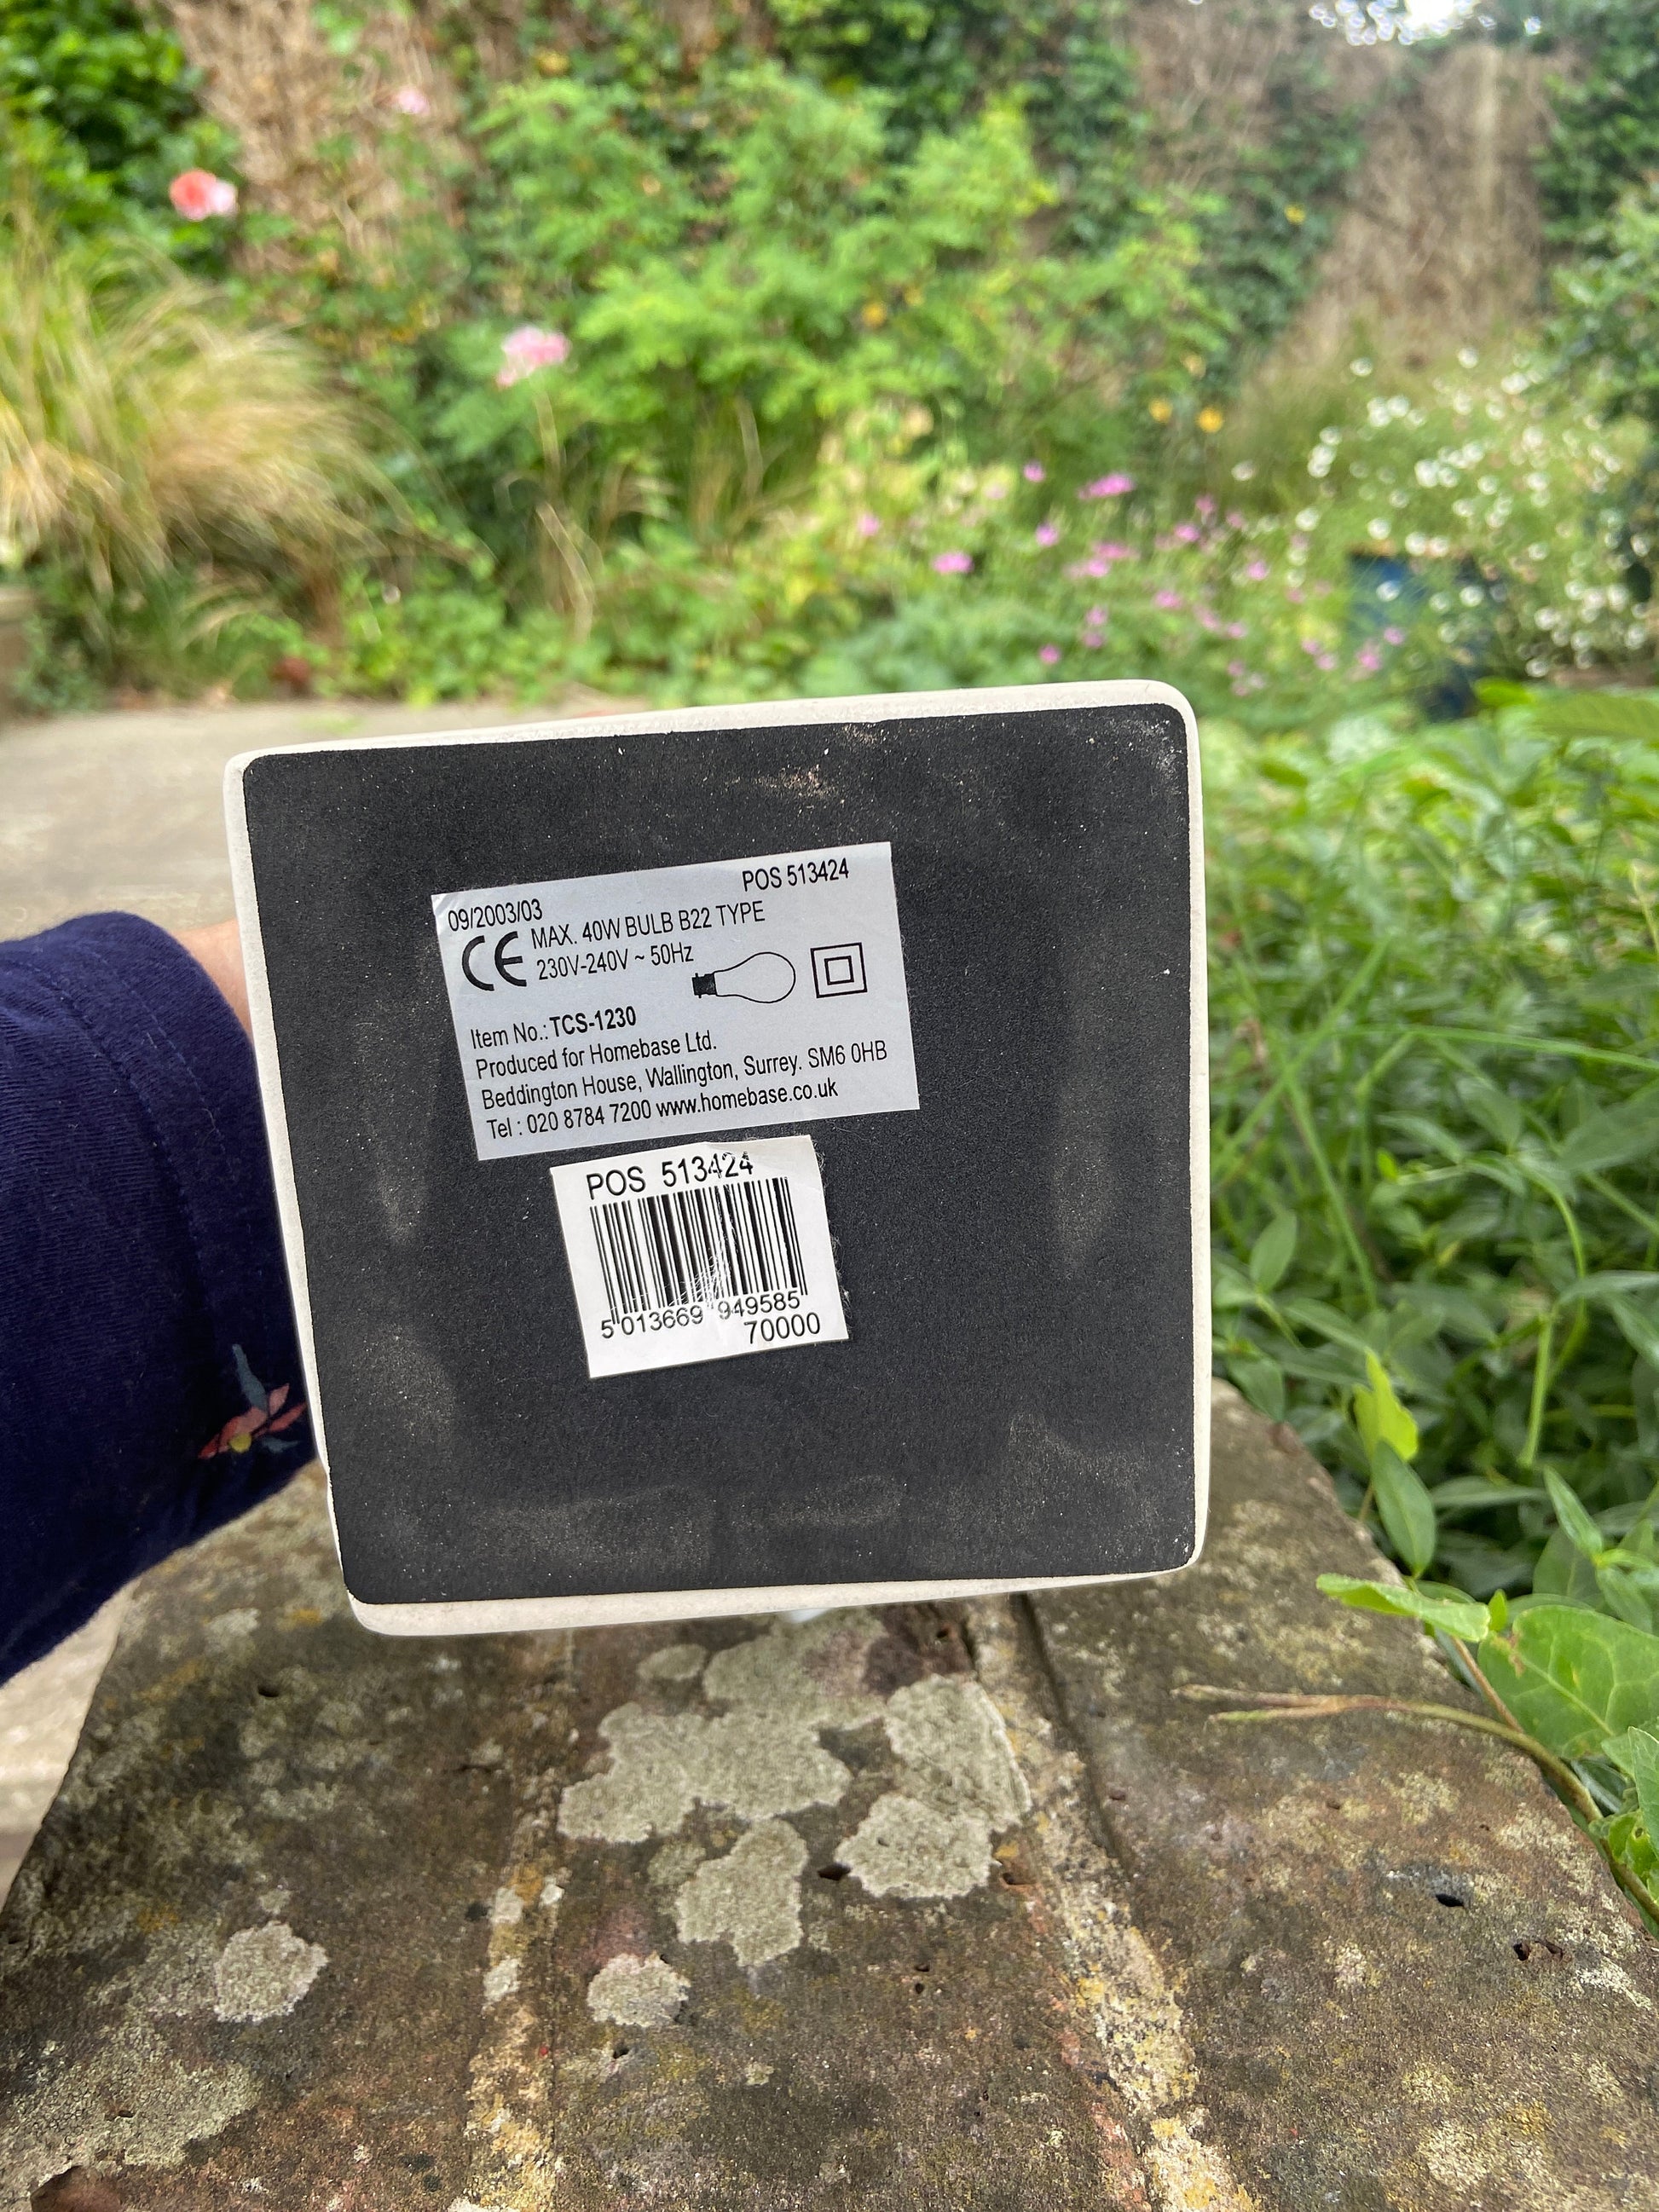 POS 513424
09/2003/03
CE MAX. 40W BULB B22 TYPE
230V-240V ~ 50Hz
Item No.: TCS-1230
Produced for Homebase Ltd.
Beddington House, Wallington, Surrey. SM6 0HB
Tel : 020 8784 7200 www.homebase.co.uk
POS 513424
5 013669 949585
70000